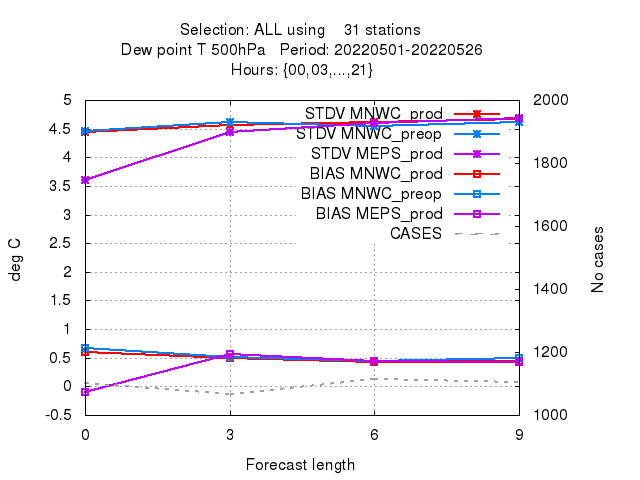 Selection: ALL using    31 stations
Dew point T 500hPa   Period: 20220501-20220526
Hours: {00,03,...,21}
5
4.5
4
3.5
3
2.5
2
1.5
1
0.5
0
-0.5
deg C
2000
1800
1600
1400
1200
1000
No cases
STDV MNWC_prod
STDV MNWC_preop
STDV MEPS_prod
BIAS MNWC_prod
BIAS MNWC_preop
BIAS MEPS_prod
CASES
0 3 6 9
Forecast length